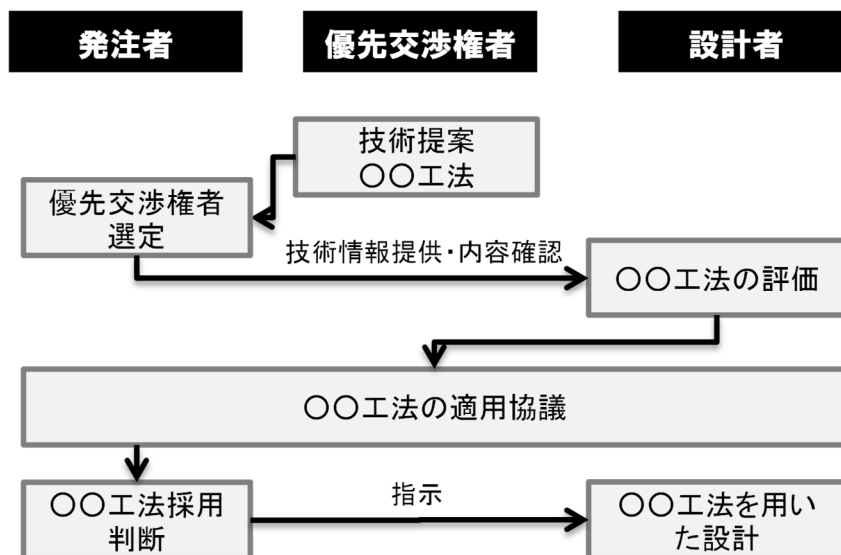 発注者
優先交渉権者
設計者
技術提案
〇〇工法
優先交渉権者
選定
技術情報提供・内容確認
〇〇工法の評価
〇〇工法の適用協議
〇〇工法採用
判断
指示
〇〇工法を用い
た設計